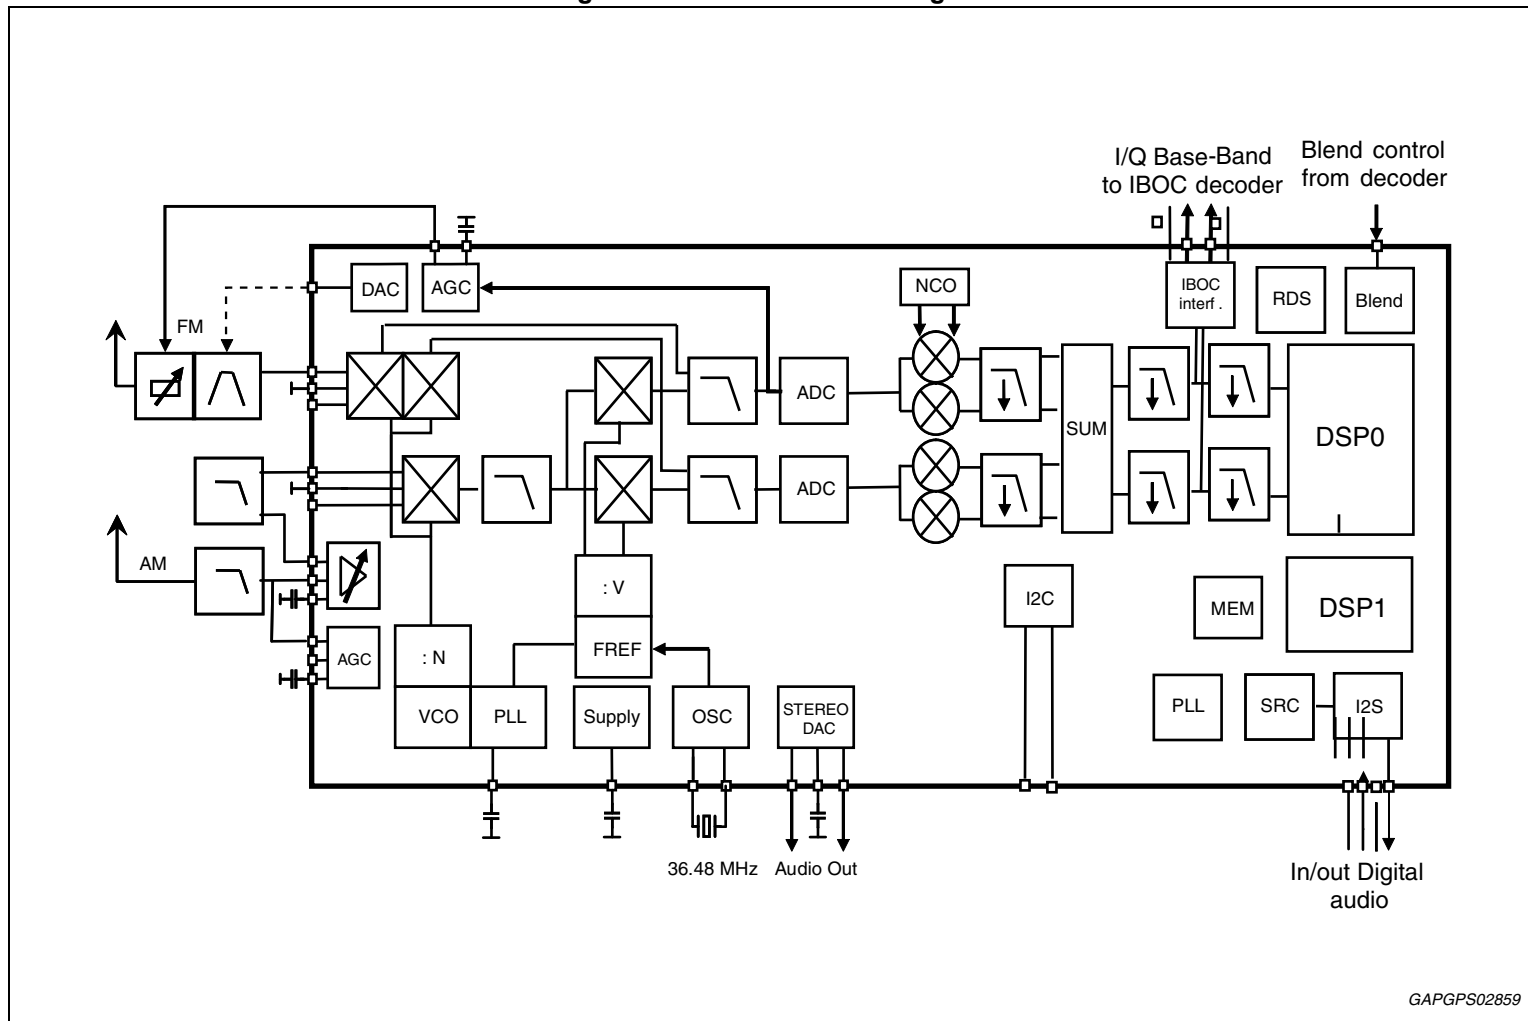 I/Q Base-Band
to IBOC decoder
Blend control
from decoder
DAC
AGC
NCO
IBOC
interf .
RDS
Blend
FM
ADC
SUM
DSP0
ADC
AM
: V
I2C
MEM
DSP1
AGC
: N
FREF
VCO
PLL
Supply
OSC
STEREO
DAC
PLL
SRC
I2S
36.48 MHz
Audio Out
In/out Digital
audio
GAPGPS02859